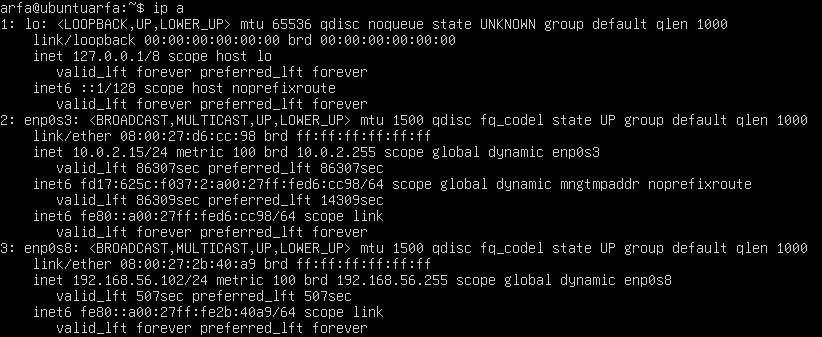 arfa@ubuntuarfa:~$ ip a
1: lo: <LOOPBACK,UP,LOWER_UP> mtu 65536 qdisc noqueue state UNKNOWN group default qlen 1000
    link/loopback 00:00:00:00:00:00 brd 00:00:00:00:00:00
    inet 127.0.0.1/8 scope host lo
       valid_lft forever preferred_lft forever
    inet6 ::1/128 scope host noprefixroute
       valid_lft forever preferred_lft forever
2: enp0s3: <BROADCAST,MULTICAST,UP,LOWER_UP> mtu 1500 qdisc fq_codel state UP group default qlen 1000
    link/ether 08:00:27:d6:cc:98 brd ff:ff:ff:ff:ff:ff
    inet 10.0.2.15/24 metric 100 brd 10.0.2.255 scope global dynamic enp0s3
       valid_lft 86307sec preferred_lft 86307sec
    inet6 fd17:625c:f037:2:a00:27ff:fed6:cc98/64 scope global dynamic mngtmpaddr noprefixroute
       valid_lft 86309sec preferred_lft 14309sec
    inet6 fe80::a00:27ff:fed6:cc98/64 scope link
       valid_lft forever preferred_lft forever
3: enp0s8: <BROADCAST,MULTICAST,UP,LOWER_UP> mtu 1500 qdisc fq_codel state UP group default qlen 1000
    link/ether 08:00:27:2b:40:a9 brd ff:ff:ff:ff:ff:ff
    inet 192.168.56.102/24 metric 100 brd 192.168.56.255 scope global dynamic enp0s8
       valid_lft 507sec preferred_lft 507sec
    inet6 fe80::a00:27ff:fe2b:40a9/64 scope link
       valid_lft forever preferred_lft forever